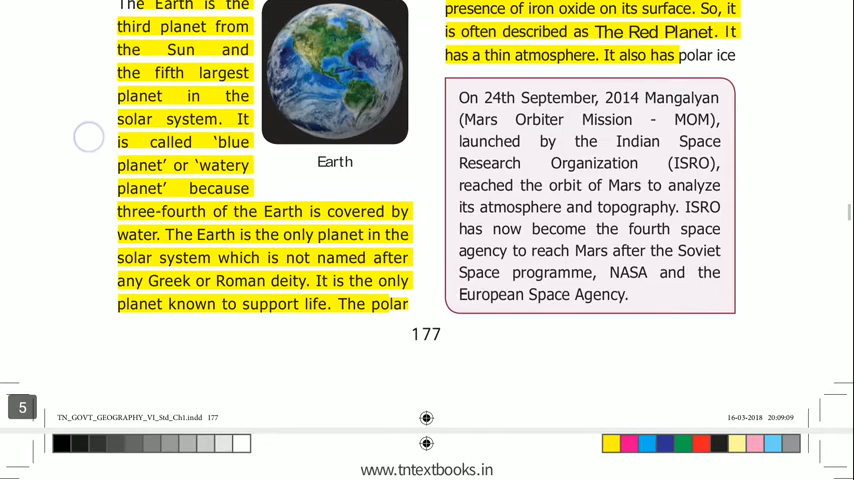 The Earth is the
third planet from
the Sun and
the fifth largest
planet in the
solar system. It
is called ‘blue
planet’ or ‘watery
planet’ because
three-fourth of the Earth is covered by
water. The Earth is the only planet in the
solar system which is not named after
any Greek or Roman deity. It is the only
planet known to support life. The polar
Earth
presence of iron oxide on its surface. So, it
is often described as The Red Planet. It
has a thin atmosphere. It also has polar ice
On 24th September, 2014 Mangalyan
(Mars Orbiter Mission - MOM),
launched by the Indian Space
Research Organization (ISRO),
reached the orbit of Mars to analyze
its atmosphere and topography. ISRO
has now become the fourth space
agency to reach Mars after the Soviet
Space programme, NASA and the
European Space Agency.
177
5
TN_GOVT_GEOGRAPHY_VI_Std_Ch1.indd 177
16-03-2018 20:09:09
www.tntextbooks.in